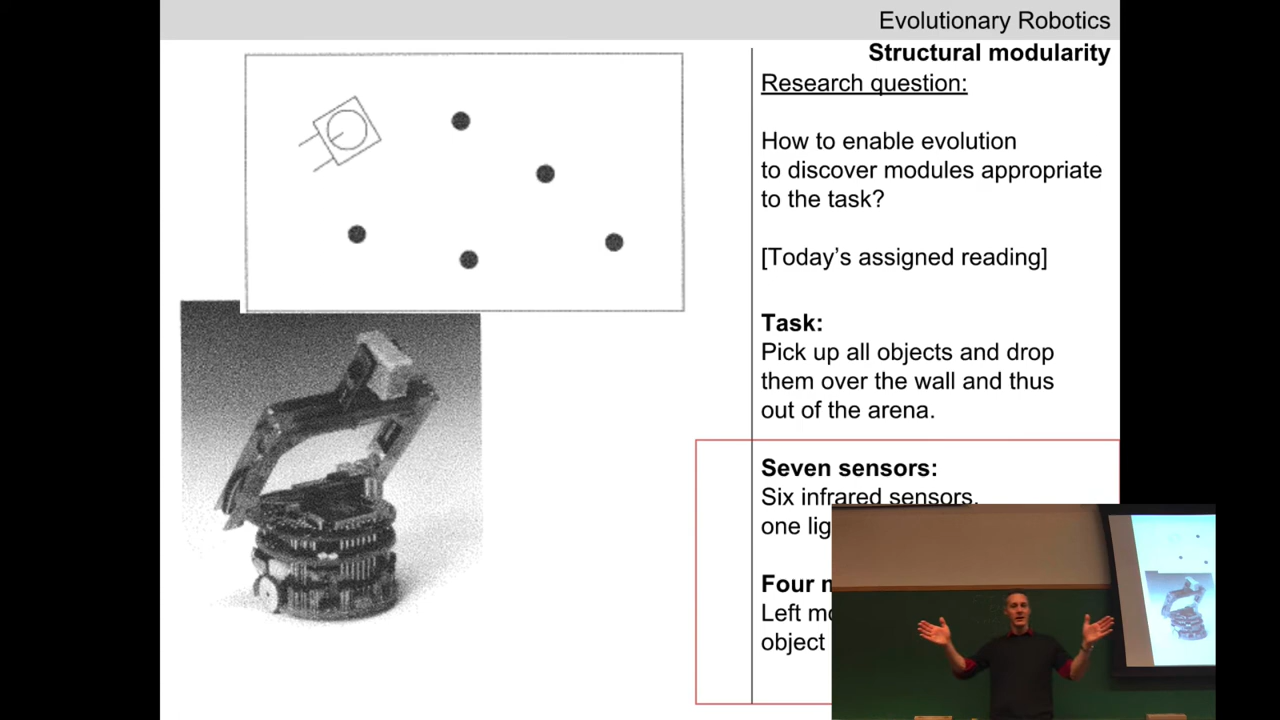 Evolutionary Robotics
Structural modularity
Research question:
How to enable evolution
to discover modules appropriate
to the task?
[Today's assigned reading]
Task:
Pick up all objects and drop
them over the wall and thus
out of the arena.
Seven sensors:
Six infrared sensors,
one
Four
Left
object